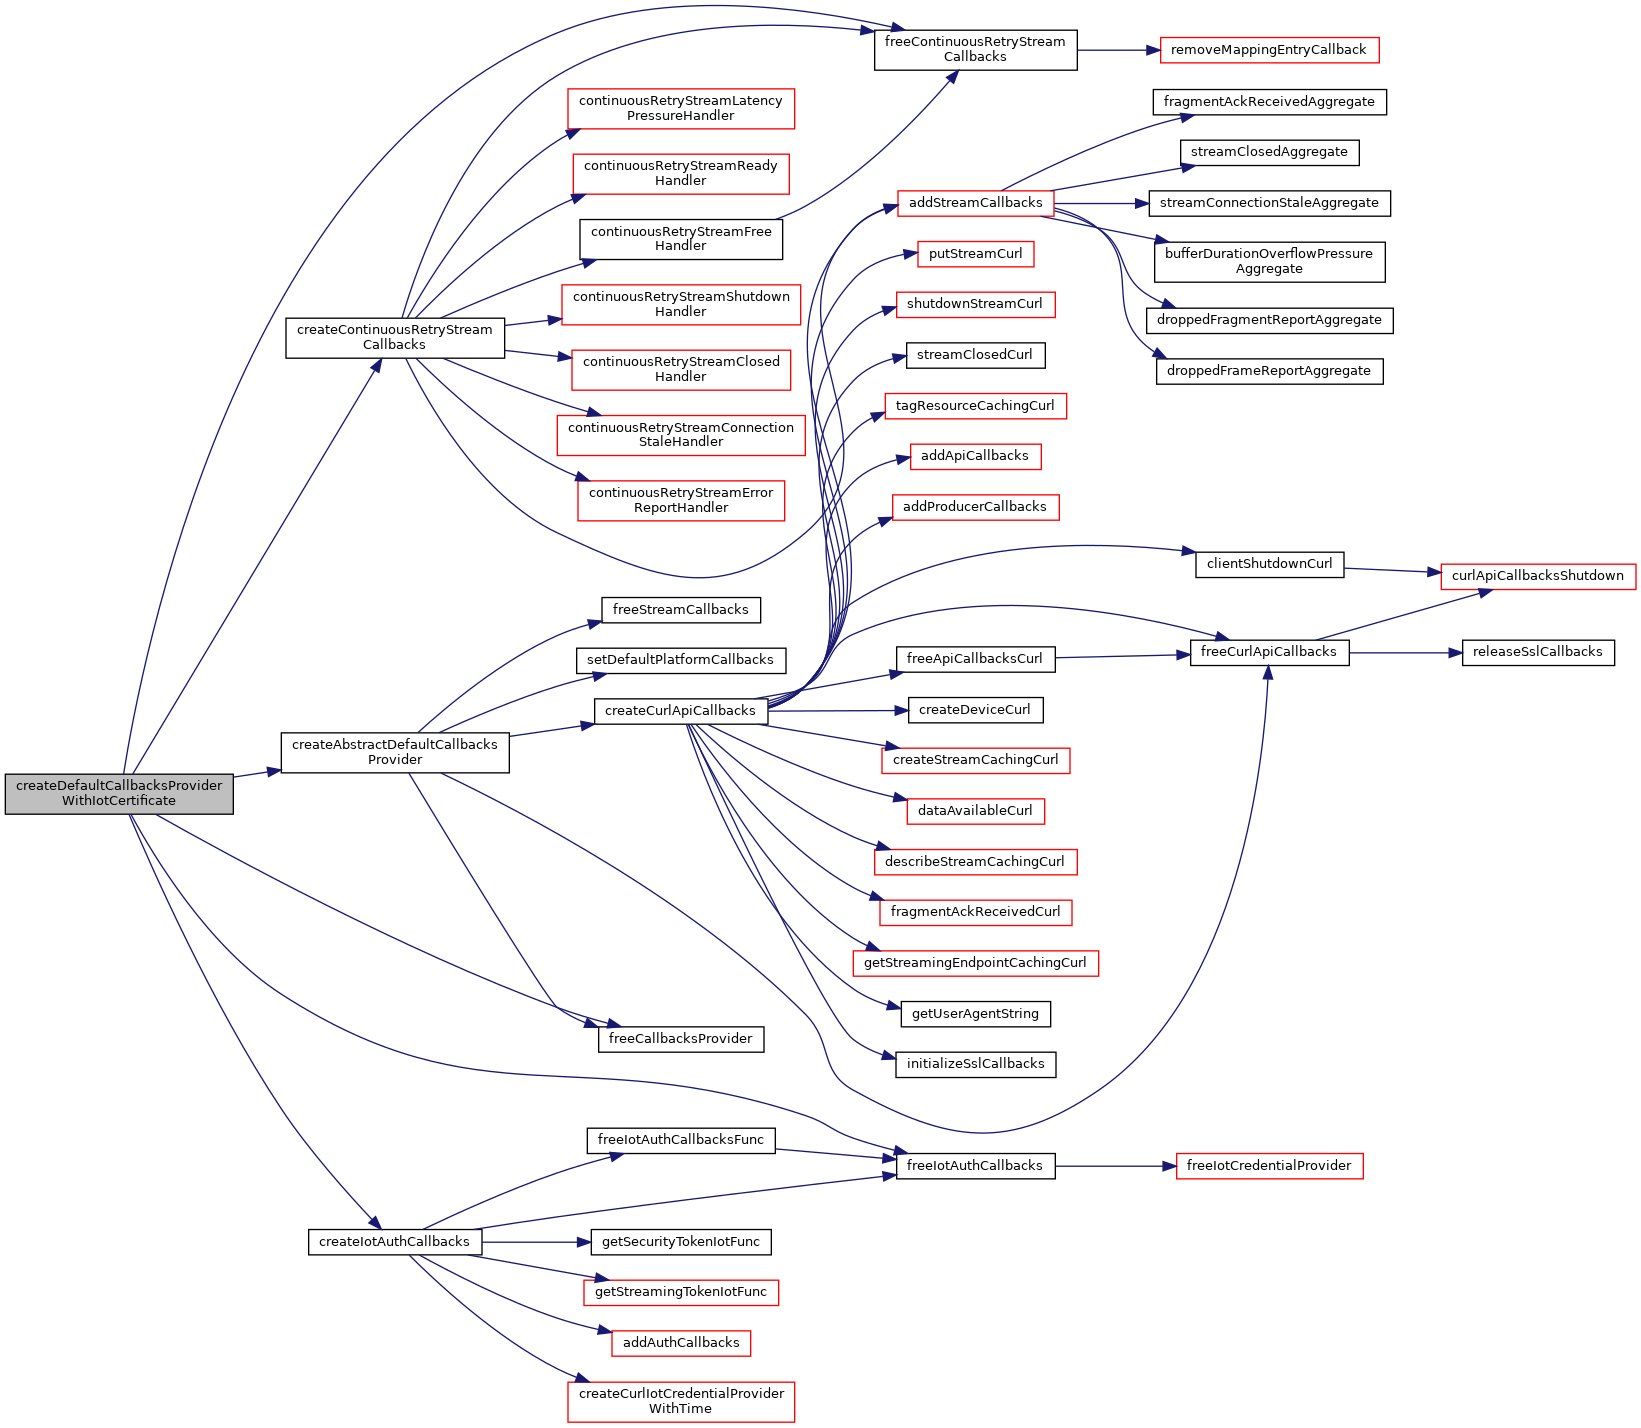 createDefaultCallbacksProvider
WithIotCertificate
createContinuousRetryStream
Callbacks
createAbstractDefaultCallbacks
Provider
createIotAuthCallbacks
continuousRetryStreamLatency
PressureHandler
continuousRetryStreamReady
Handler
continuousRetryStreamFree
Handler
continuousRetryStreamShutdown
Handler
continuousRetryStreamClosed
Handler
continuousRetryStreamConnection
StaleHandler
continuousRetryStreamError
ReportHandler
freeStreamCallbacks
setDefaultPlatformCallbacks
createCurlApiCallbacks
freeCallbacksProvider
freeIotAuthCallbacksFunc
getSecurityTokenIotFunc
getStreamingTokenIotFunc
addAuthCallbacks
createCurlIotCredentialProvider
WithTime
freeContinuousRetryStream
Callbacks
addStreamCallbacks
putStreamCurl
shutdownStreamCurl
streamClosedCurl
tagResourceCachingCurl
addApiCallbacks
addProducerCallbacks
freeApiCallbacksCurl
createDeviceCurl
createStreamCachingCurl
dataAvailableCurl
describeStreamCachingCurl
fragmentAckReceivedCurl
getStreamingEndpointCachingCurl
getUserAgentString
initializeSslCallbacks
freeIotAuthCallbacks
removeMappingEntryCallback
fragmentAckReceivedAggregate
streamClosedAggregate
streamConnectionStaleAggregate
bufferDurationOverflowPressure
Aggregate
droppedFragmentReportAggregate
droppedFrameReportAggregate
clientShutdownCurl
freeCurlApiCallbacks
freeIotCredentialProvider
curlApiCallbacksShutdown
releaseSslCallbacks